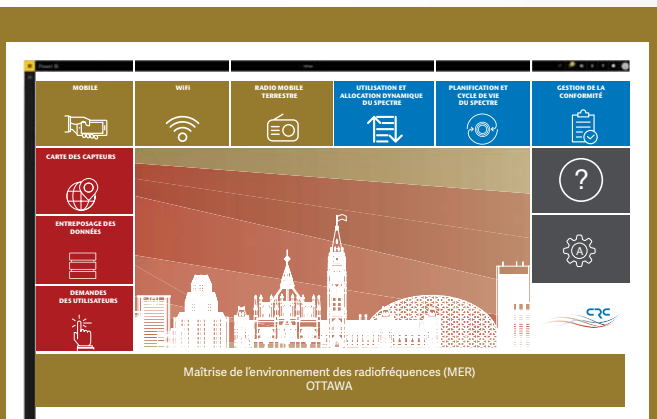 MOBILE
WiFi
RADIO MOBILE
TERRESTRE
UTILISATION ET
ALLOCATION DYNAMIQUE
DU SPECTRE
PLANIFICATION ET
CYCLE DE VIE
DU SPECTRE
GESTION DE LA
CONFORMITÉ
CARTE DES CAPTEURS
?
ENTREPOSAGE DES
DONNÉES
A
DEMANDES
DES UTILISATEURS
CRC
Maîtrise de l'environnement des radiofréquences (MER)
OTTAWA